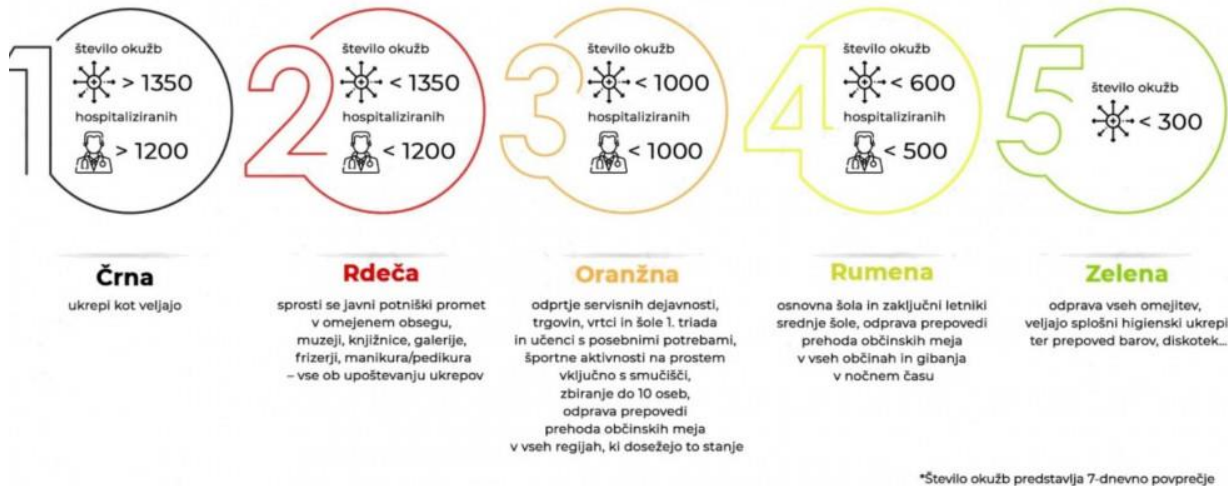 1
število okužb
> 1350
hospitaliziranih
> 1200
Črna
ukrepi kot veljajo
2
število okužb
< 1350
hospitaliziranih
< 1200
Rdeča
sprosti se javni potniški promet
v omejenem obsegu,
muzeji, knjižnice, galerije,
frizerji, manikura/pedikura
– vse ob upoštevanju ukrepov
3
število okužb
< 1000
hospitaliziranih
< 1000
Oranžna
odprtje servisnih dejavnosti,
trgovin, vrtci in šole 1. triada
in učenci s posebnimi potrebami,
športne aktivnosti na prostem
vključno s smučišči,
zbiranje do 10 oseb,
odprava prepovedi
prehoda občinskih meja
v vseh regijah, ki dosežejo to stanje
4
število okužb
< 600
hospitaliziranih
< 500
Rumena
osnovna šola in zaključni letniki
srednje šole, odprava prepovedi
prehoda občinskih meja
v vseh občinah in gibanja
v nočnem času
5
število okužb
< 300
Zelena
odprava vseh omejitev,
veljajo splošni higienski ukrepi
ter prepoved barov, diskotek...
*Število okužb predstavlja 7-dnevno povprečje